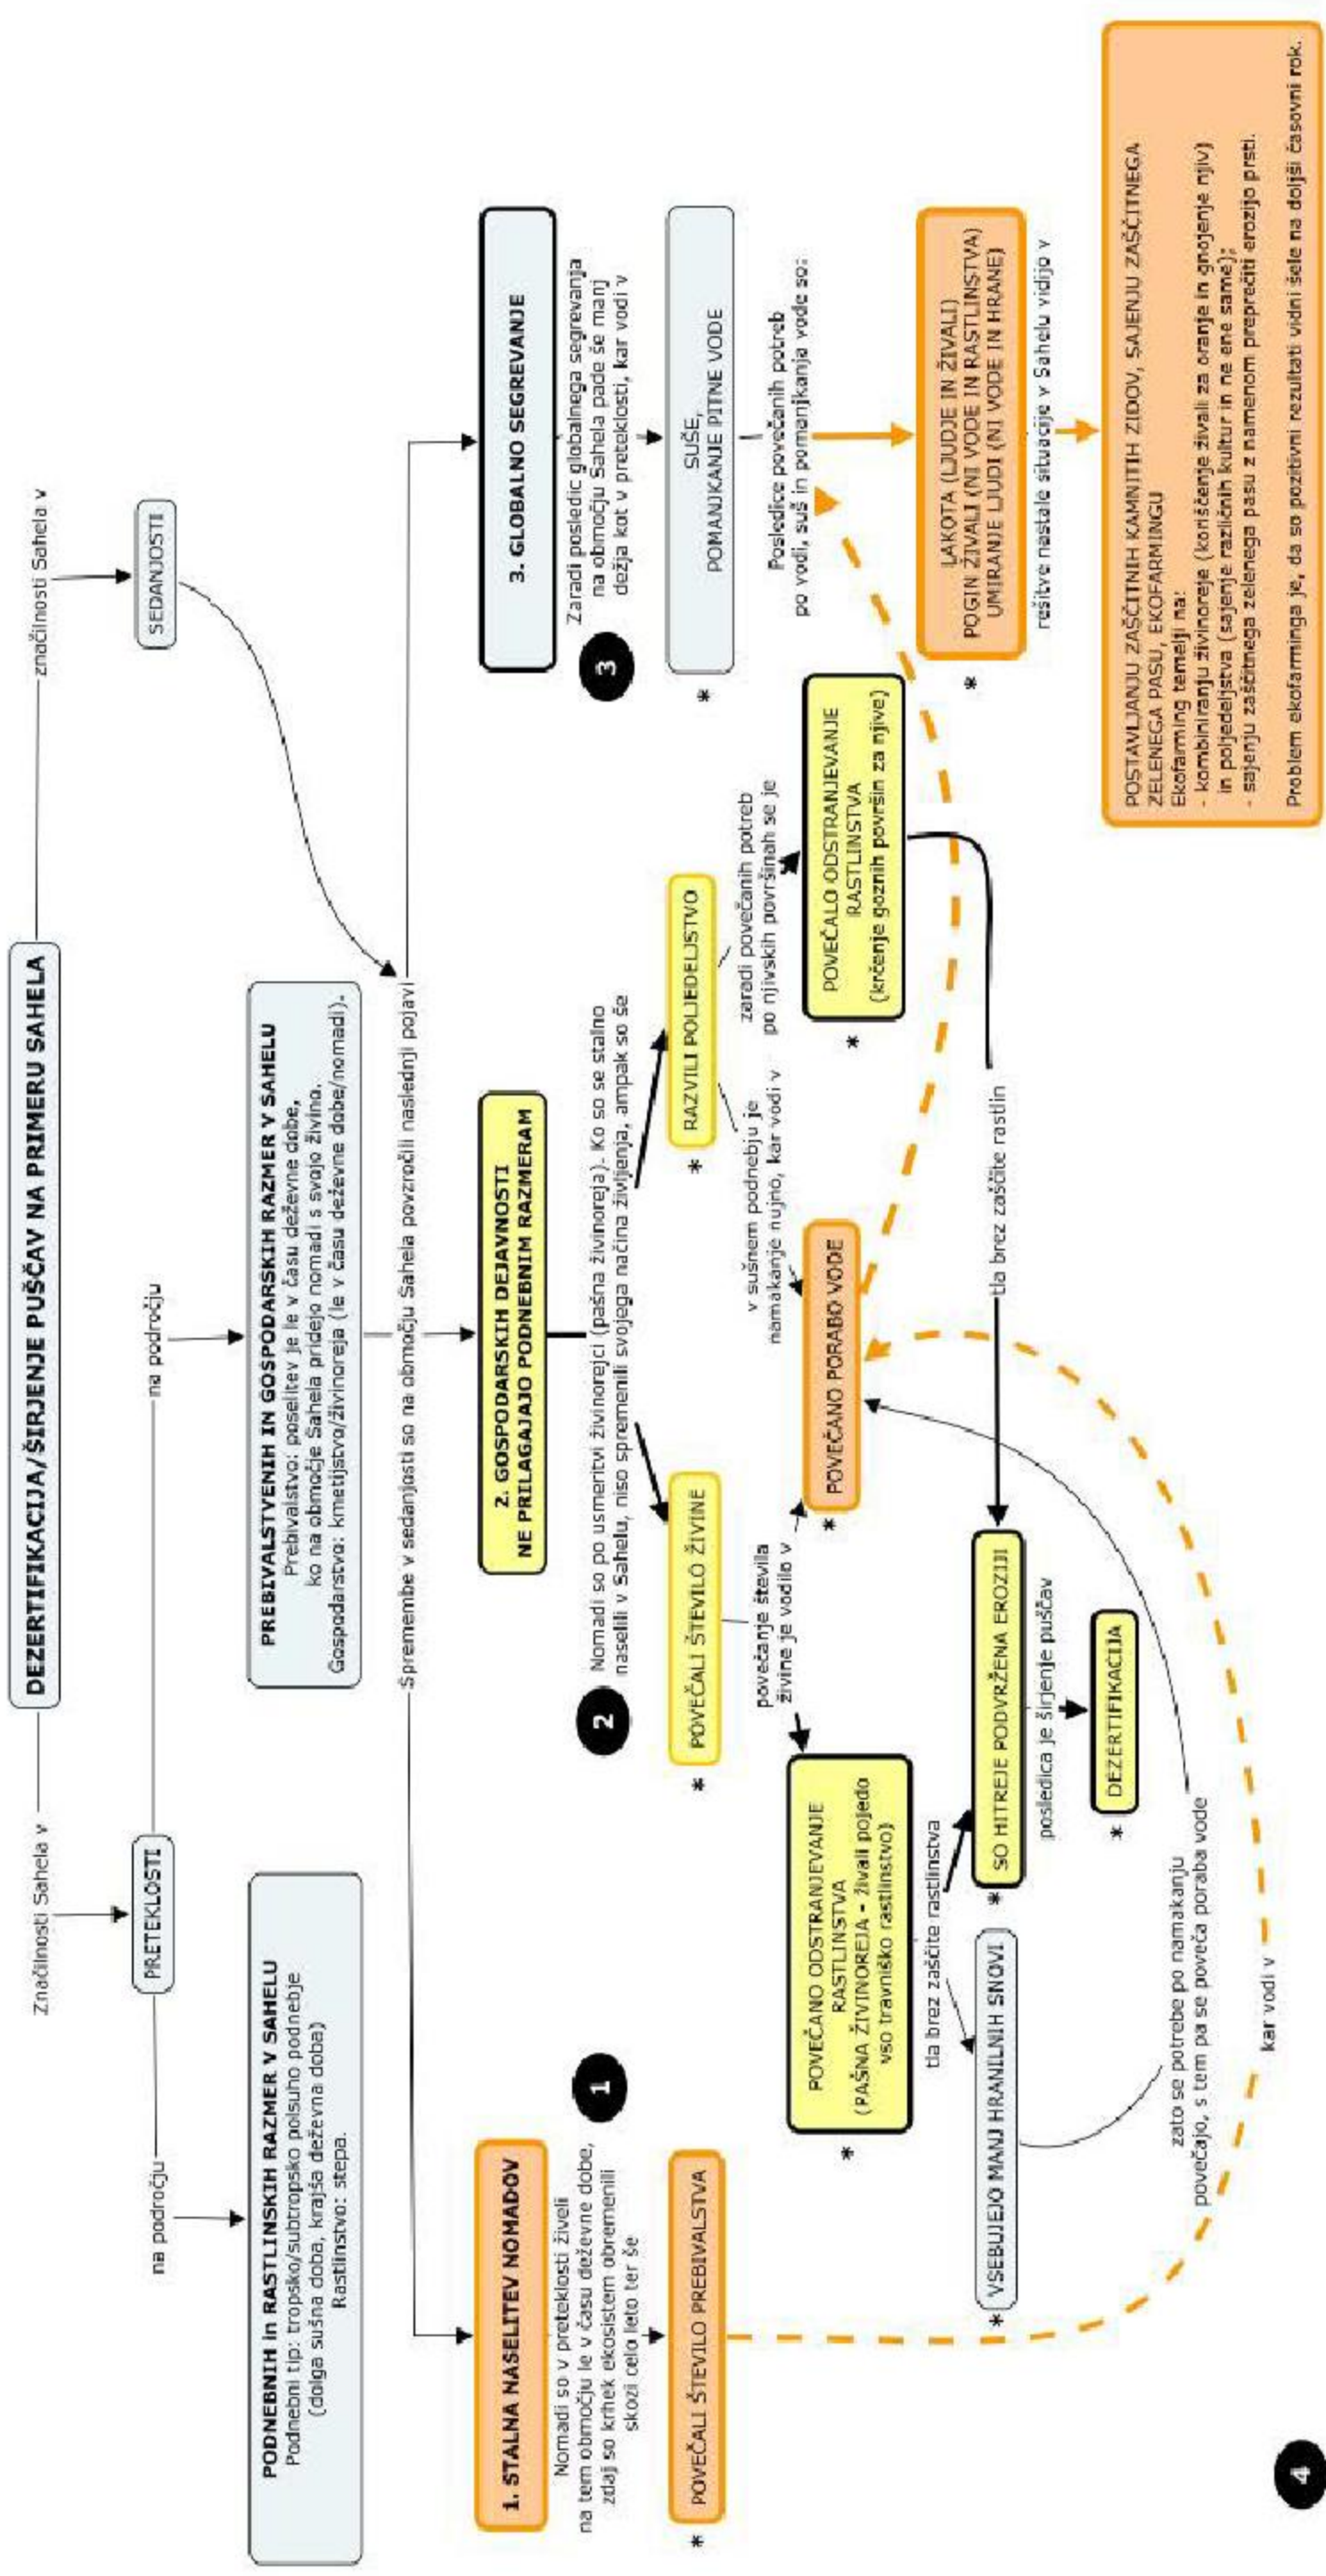 DEZERTIFIKACIJA/ŠIRJENJE PUŠČAV NA PRIMERU SAHELA
Značilnosti Sahela v
značilnosti Sahela v
PRETEKLOSTI
SEDANJOSTI
na področju
na področju
PODNEBNIH in RASTLINSKIH RAZMER V SAHELU
Podnebni tip: tropsko/subtropsko polsuho podnebje
(dolga sušna doba, krajša deževna doba)
Rastlinstvo: stepa.
PREBIVALSTVENIH IN GOSPODARSKIH RAZMER V SAHELU
Prebivalstvo: poselitev je le v času deževne dobe,
ko na območje Sahela pridejo nomadi s svojo živino.
Gospodarstvo: kmetijstvo/živinoreja (le v času deževne dobe/nomadi).
Spremembe v sedanjosti so na območju Sahela povzročili naslednji pojavi
1. STALNA NASELITEV NOMADOV
Nomadi so v preteklosti živeli
na tem območju le v času deževne dobe,
zdaj so krhek ekosistem obremenili
skozi celo leto ter še
1
* POVEČALI ŠTEVILO PREBIVALSTVA
2. GOSPODARSKIH DEJAVNOSTI
NE PRILAGAJAJO PODNEBNIM RAZMERAM
2
Nomadi so po usmeritvi živinorejci (pašna živinoreja). Ko so se stalno
naselili v Sahelu, niso spremenili svojega načina življenja, ampak so še
* POVEČALI ŠTEVILO ŽIVINE
* RAZVILI POLJEDELJSTVO
povečanje števila
živine je vodilo v
v sušnem podnebju je
namakanje nujno, kar vodi v
zaradi povečanih potreb
po njivskih površinah se je
* POVEČANO ODSTRANJEVANJE
RASTLINSTVA
(PAŠNA ŽIVINOREJA - živali pojedo
vso travniško rastlinstvo)
* POVEČANO PORABO VODE
* POVEČALO ODSTRANJEVANJE
RASTLINSTVA
(krčenje goznih površin za njive)
tla brez zaščite rastlinstva
tla brez zaščite rastlin
* VSEBUJEJO MANJ HRANILNIH SNOVI
* SO HITREJE PODVRŽENA EROZIJI
posledica je širjenje puščav
* DEZERTIFIKACIJA
zato se potrebe po namakanju
povečajo, s tem pa se poveča poraba vode
kar vodi v
3. GLOBALNO SEGREVANJE
3
Zaradi posledic globalnega segrevanja
na območju Sahela pade še manj
dežja kot v preteklosti, kar vodi v
* SUŠE,
POMANJKANJE PITNE VODE
Posledice povečanih potreb
po vodi, suš in pomanjkanja vode so:
* LAKOTA (LJUDJE IN ŽIVALI)
POGIN ŽIVALI (NI VODE IN RASTLINSTVA)
UMIRANJE LJUDI (NI VODE IN HRANE)
rešitve nastale situacije v Sahelu vidijo v
POSTAVLJANJU ZAŠČITNIH KAMNITIH ZIDOV, SAJENJU ZAŠČITNEGA
ZELENEGA PASU, EKOFARMINGU
Ekofarming temelji na:
- kombiniranju živinoreje (koriščenje živali za oranje in gnojenje njiv)
in poljedeljstva (sajenje različnih kultur in ne ene same);
- sajenju zaščitnega zelenega pasu z namenom preprečiti erozijo prsti.
Problem ekofarminga je, da so pozitivni rezultati vidni šele na doljši časovni rok.
4